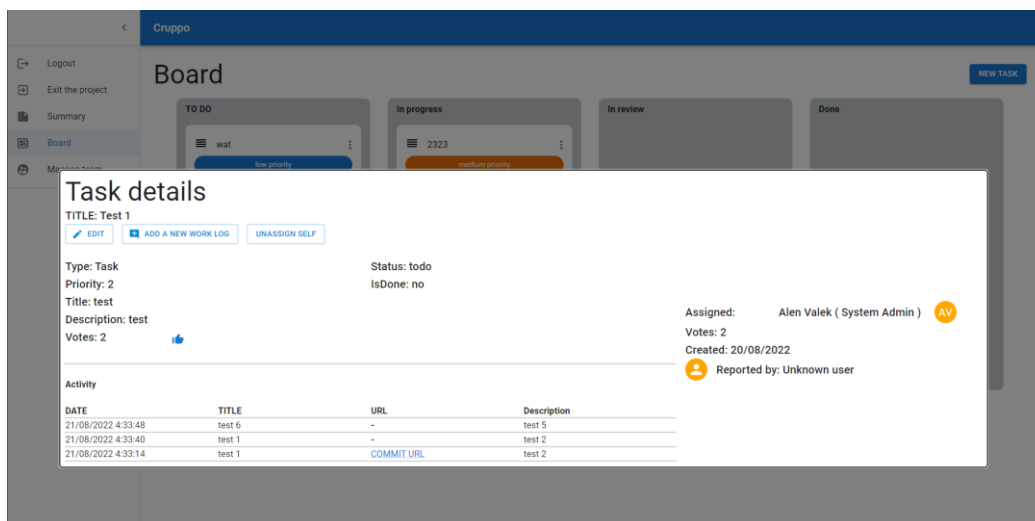 Cruppo
Logout
Exit the project
Summary
Board
Manage team
Board
NEW TASK
TO DO
In progress
In review
Done
wat
2323
low priority
medium priority
Task details
TITLE: Test 1
EDIT
ADD A NEW WORK LOG
UNASSIGN SELF
Type: Task
Status: todo
Priority: 2
IsDone: no
Title: test
Description: test
Votes: 2
Assigned: Alen Valek ( System Admin ) AV
Votes: 2
Created: 20/08/2022
Reported by: Unknown user
Activity
DATE TITLE URL Description
21/08/2022 4:33:48 test 6 - test 5
21/08/2022 4:33:40 test 1 - test 2
21/08/2022 4:33:14 test 1 COMMIT URL test 2